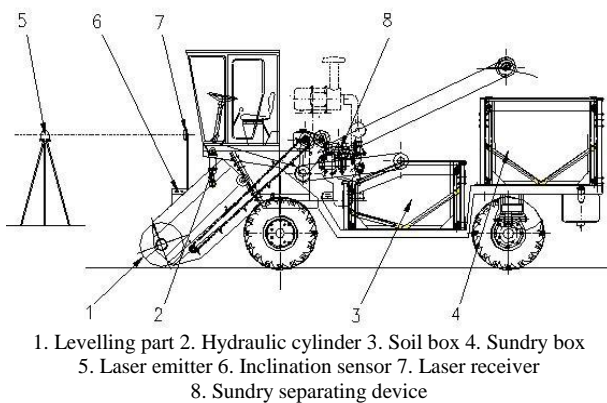 5 6 7 8
1 2 3 4
1. Levelling part 2. Hydraulic cylinder 3. Soil box 4. Sundry box
5. Laser emitter 6. Inclination sensor 7. Laser receiver
8. Sundry separating device